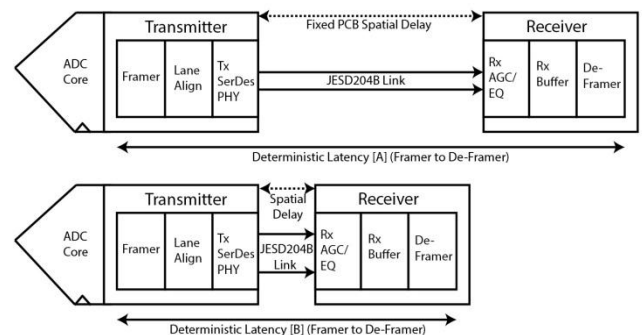 Transmitter
Fixed PCB Spatial Delay
Receiver
ADC
Core
Framer
Lane
Align
Tx
SerDes
PHY
JESD204B Link
Rx
AGC/
EQ
Rx
Buffer
De-
Framer
Deterministic Latency [A] (Framer to De-Framer)
Transmitter
Spatial
Delay
Receiver
ADC
Core
Framer
Lane
Align
Tx
SerDes
PHY
JESD204B
Link
Rx
AGC/
EQ
Rx
Buffer
De-
Framer
Deterministic Latency [B] (Framer to De-Framer)